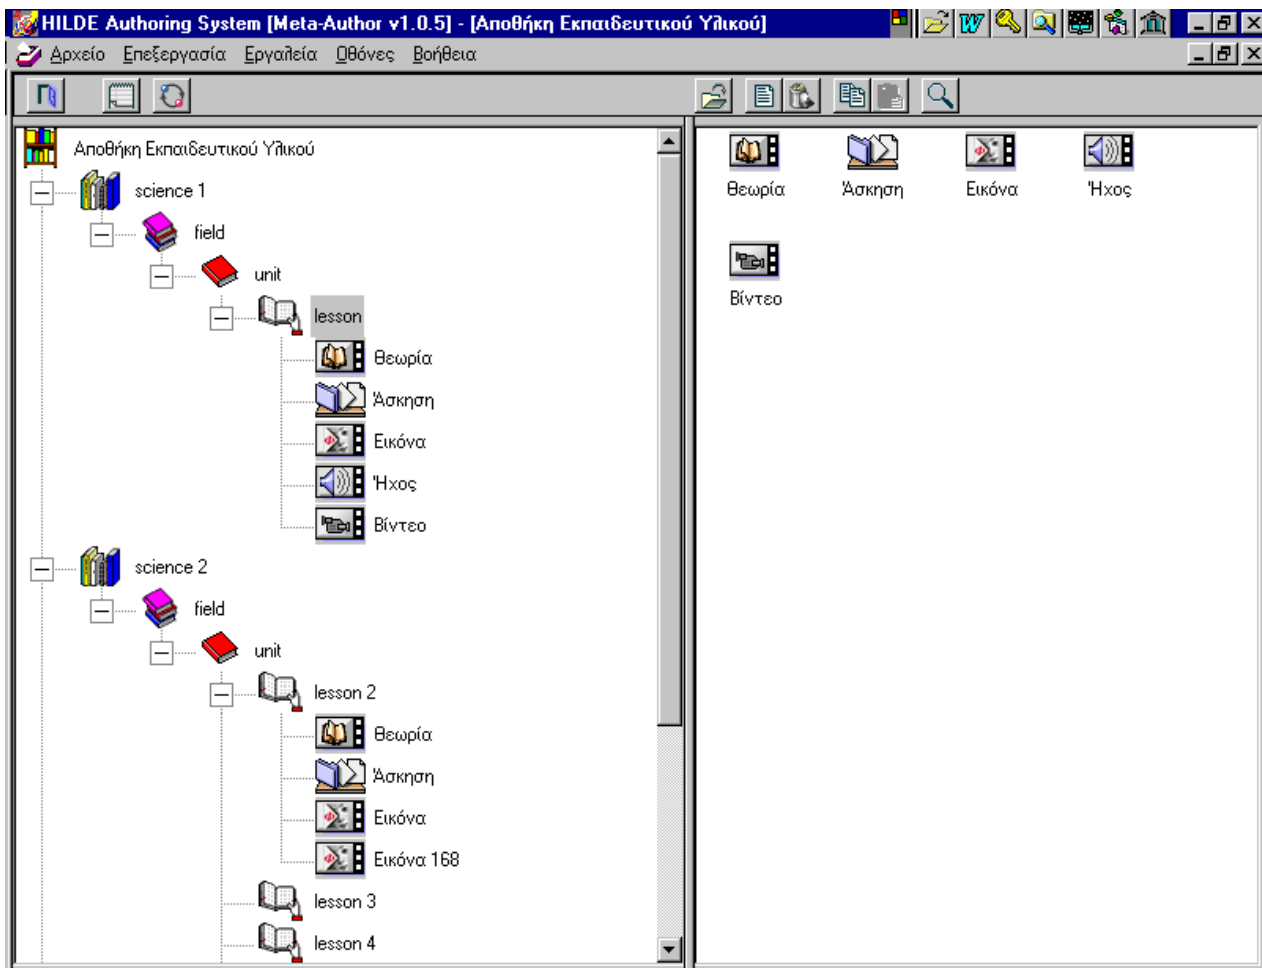 HILDE Authoring System [Meta-Author v1.0.5] - [Αποθήκη Εκπαιδευτικού Υλικού]
Αρχείο Επεξεργασία Εργαλεία Οθόνες Βοήθεια
Αποθήκη Εκπαιδευτικού Υλικού
science 1
field
unit
lesson
Θεωρία
Άσκηση
Εικόνα
Ήχος
Βίντεο
science 2
field
unit
lesson 2
Θεωρία
Άσκηση
Εικόνα
Εικόνα 168
lesson 3
lesson 4
Θεωρία Άσκηση Εικόνα Ήχος
Βίντεο